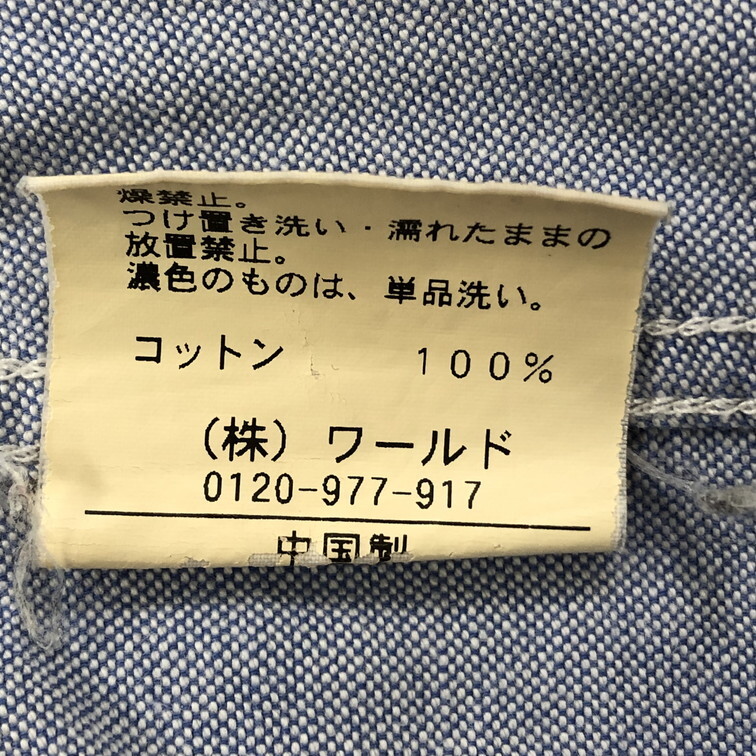 燥禁止。
つけ置き洗い・濡れたままの
放置禁止。
濃色のものは、単品洗い。
コットン 100%
(株) ワールド
0120-977-917
中国製